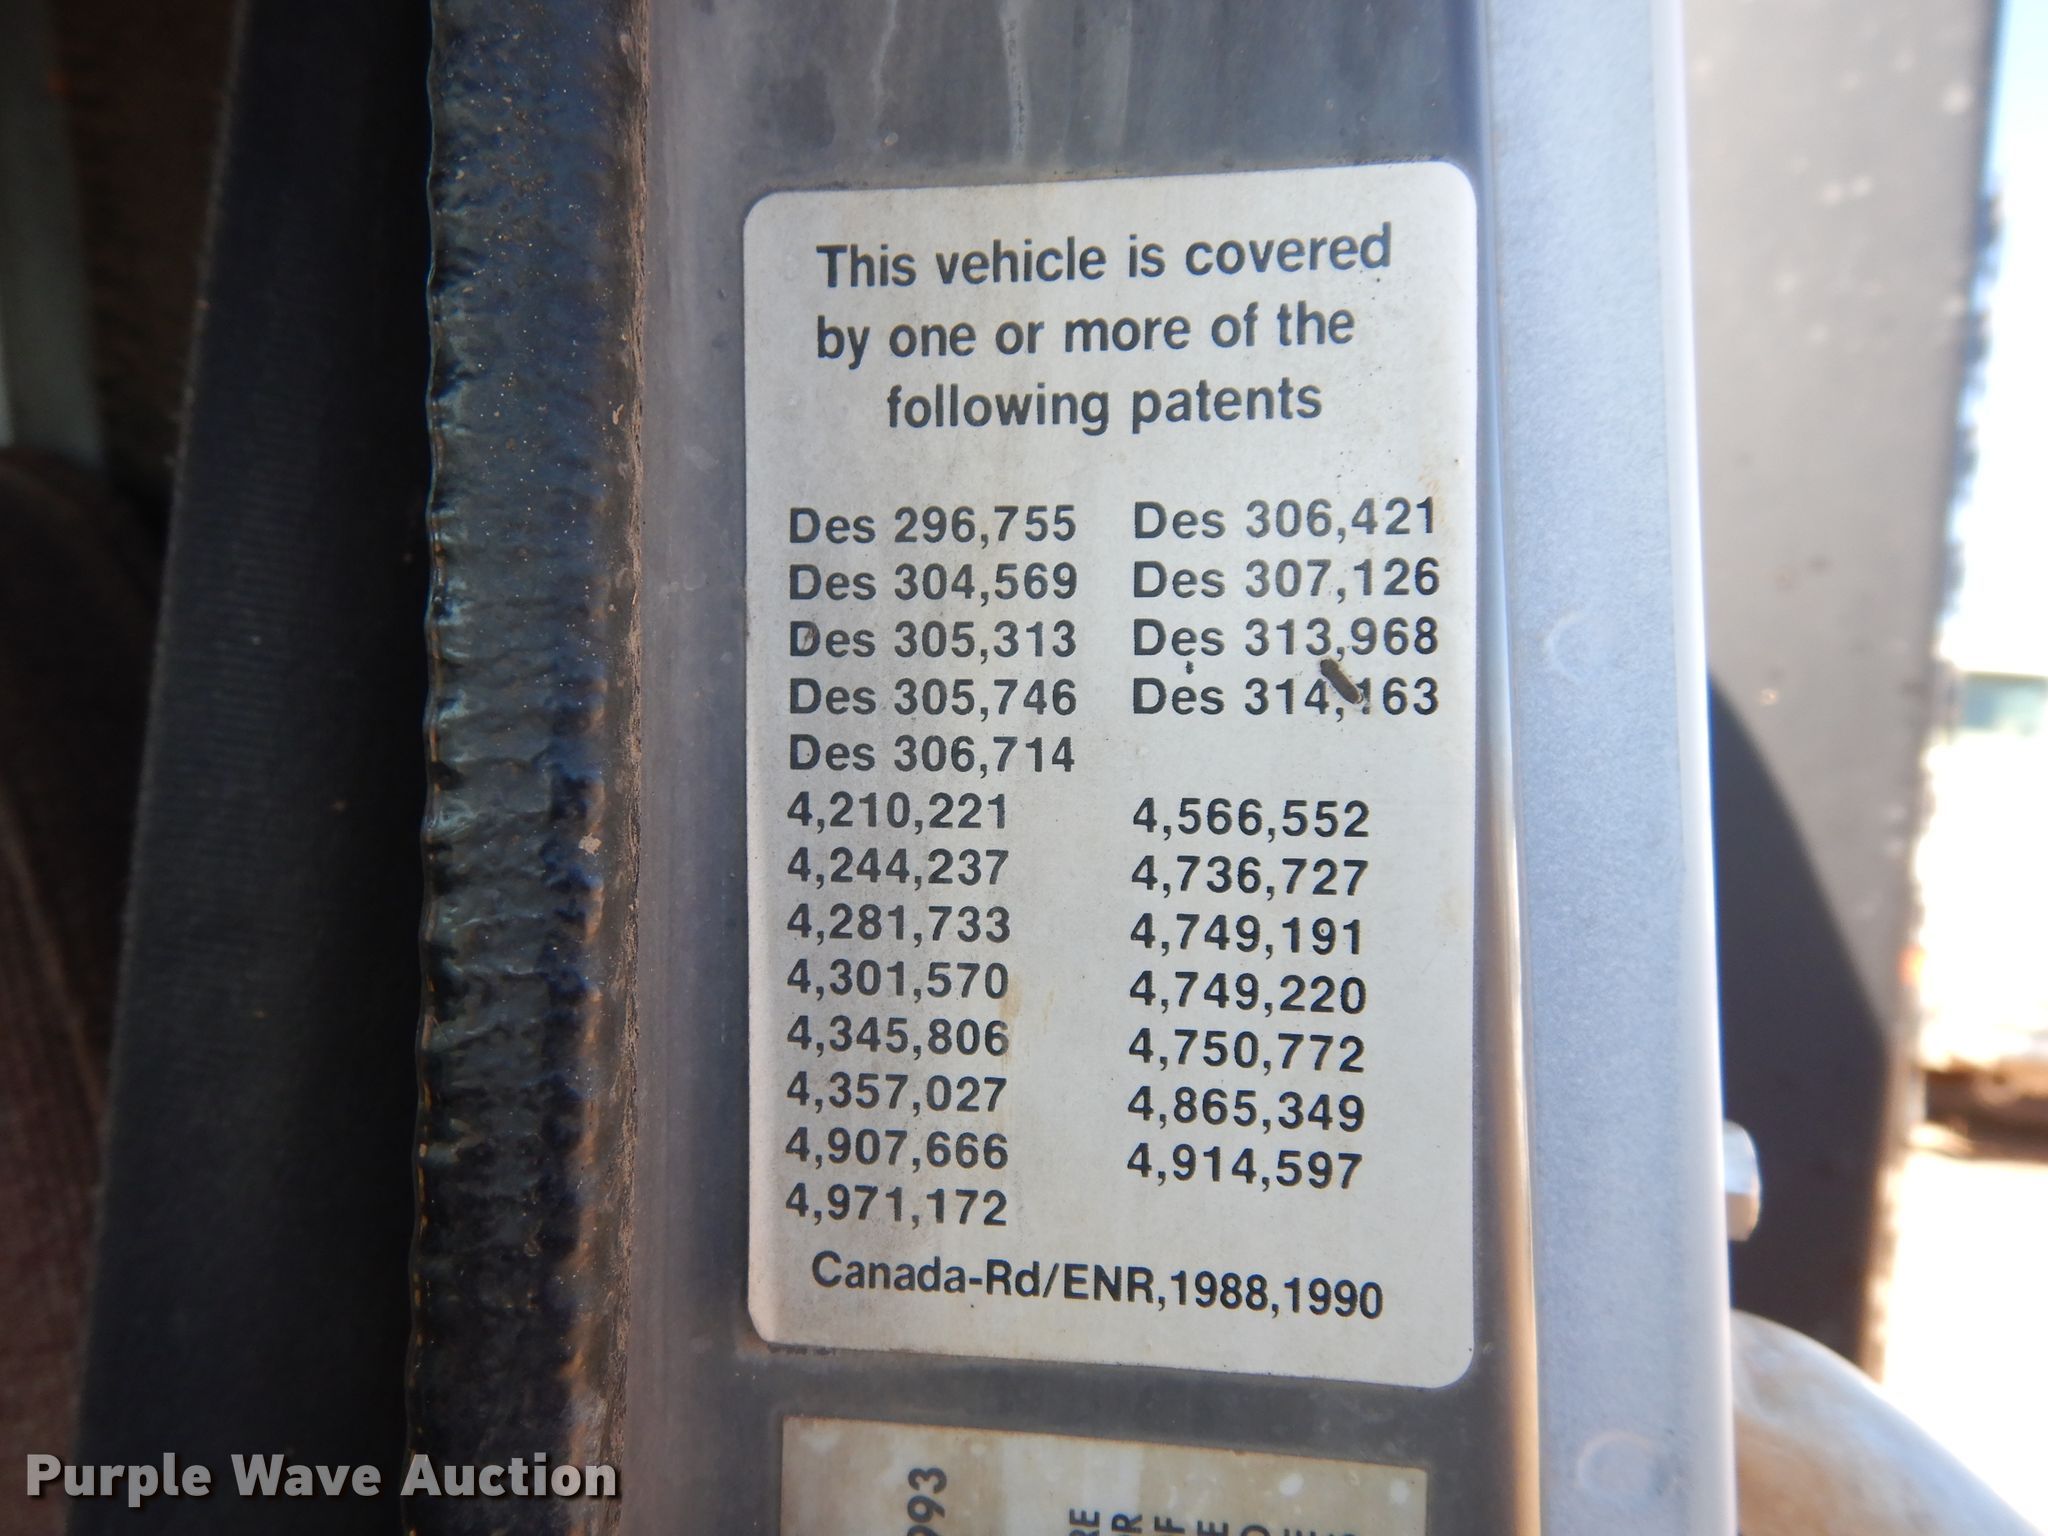 This vehicle is covered
by one or more of the
following patents
Des 296,755 Des 306,421
Des 304,569 Des 307,126
Des 305,313 Des 313,968
Des 305,746 Des 314,163
Des 306,714
4,210,221 4,566,552
4,244,237 4,736,727
4,281,733 4,749,191
4,301,570 4,749,220
4,345,806 4,750,772
4,357,027 4,865,349
4,907,666 4,914,597
4,971,172
Canada-Rd/ENR,1988,1990
Purple Wave Auction